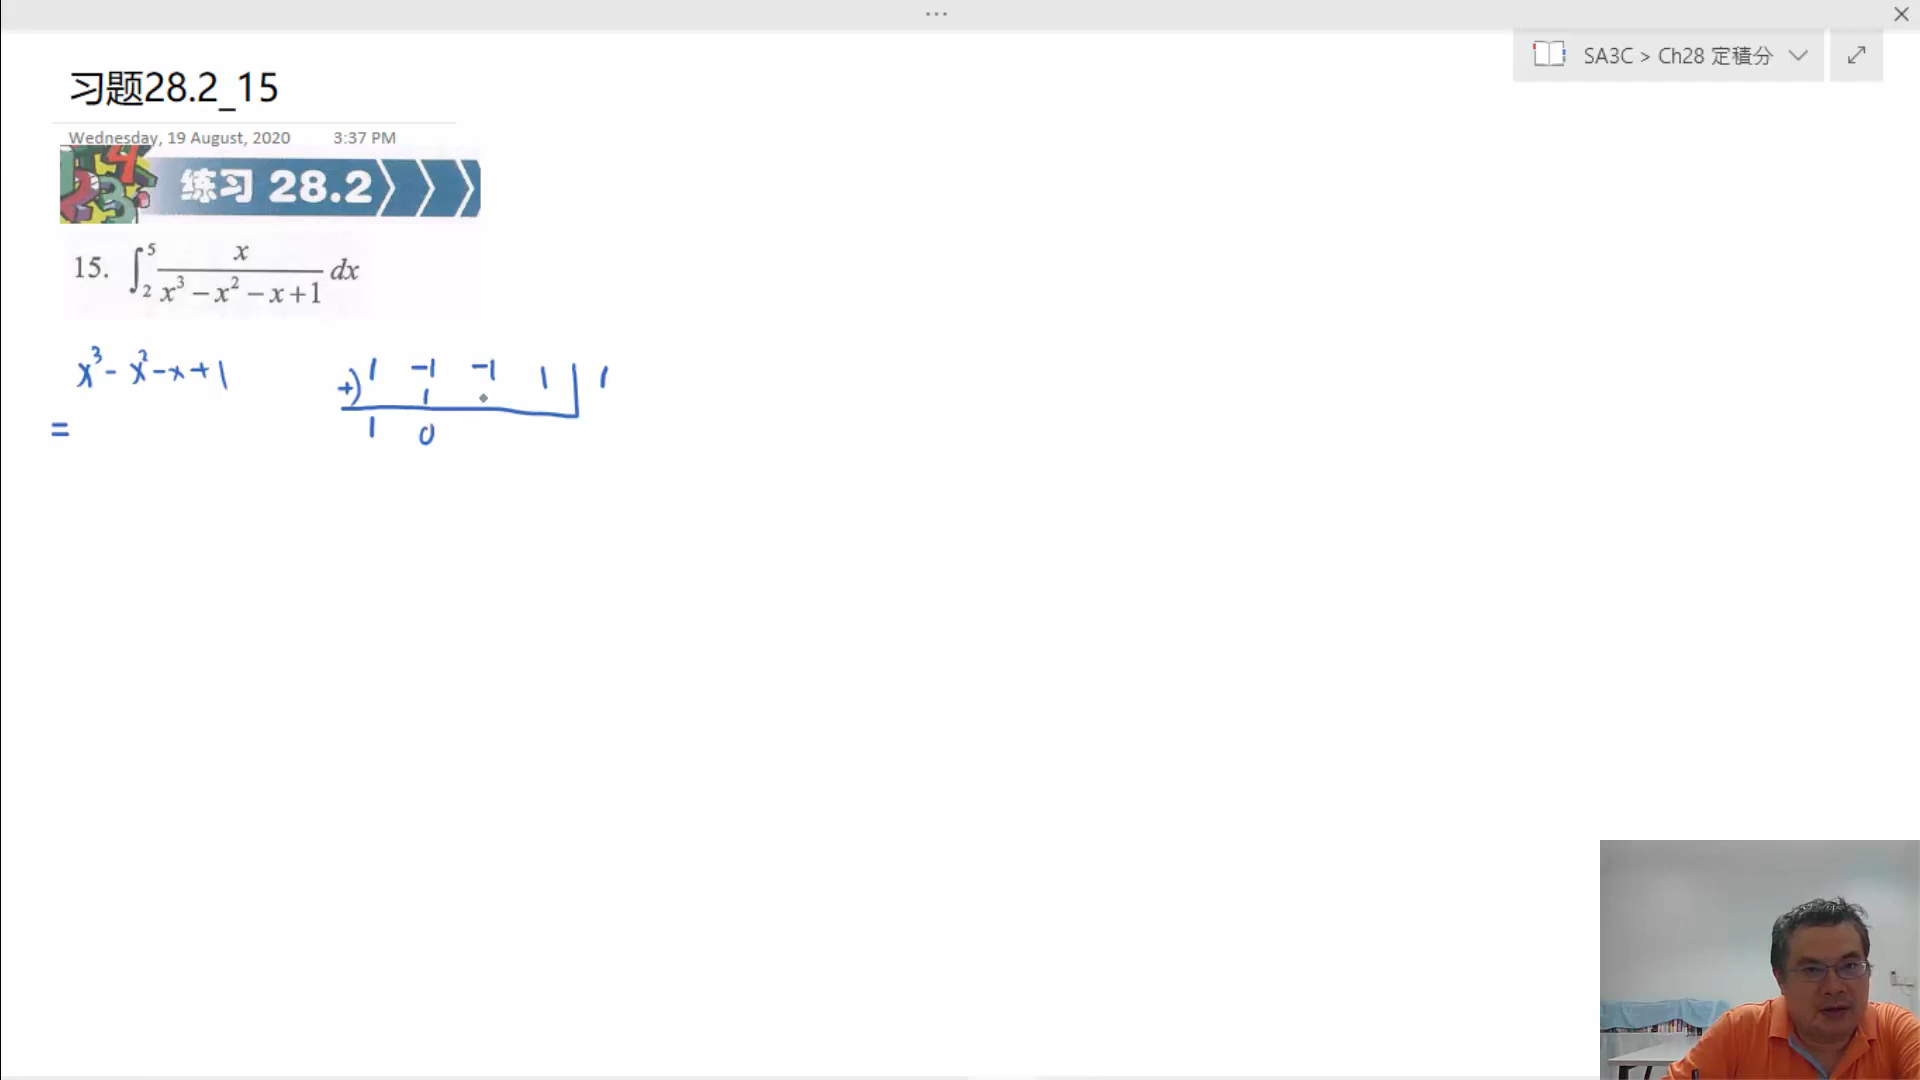 ...
SA3C > Ch28 定積分
习题28.2_15
Wednesday, 19 August, 2020 3:37 PM
练习 28.2
15. ∫₂⁵ x/(x³ − x² − x + 1) dx
x³ - x² - x + 1
+) 1 -1 -1 1 | 1
1
= 1 0